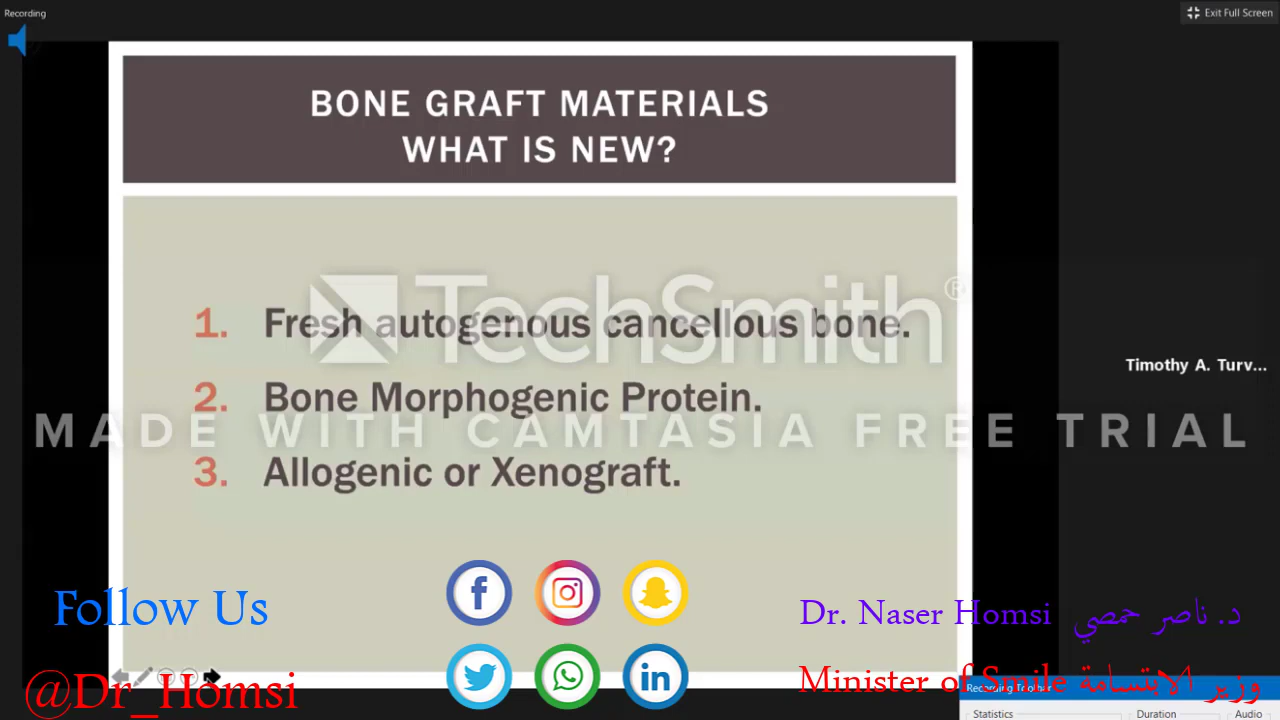 Recording
Exit Full Screen
BONE GRAFT MATERIALS
WHAT IS NEW?
TechSmith®
1. Fresh autogenous cancellous bone.
Timothy A. Turv...
2. Bone Morphogenic Protein.
MADE WITH CAMTASIA FREE TRIAL
3. Allogenic or Xenograft.
Follow Us
Dr. Naser Homsi د. ناصر حمصي
@Dr_Homsi
Minister of Smile وزير الابتسامة
Recording Toolbar
Statistics Duration Audio